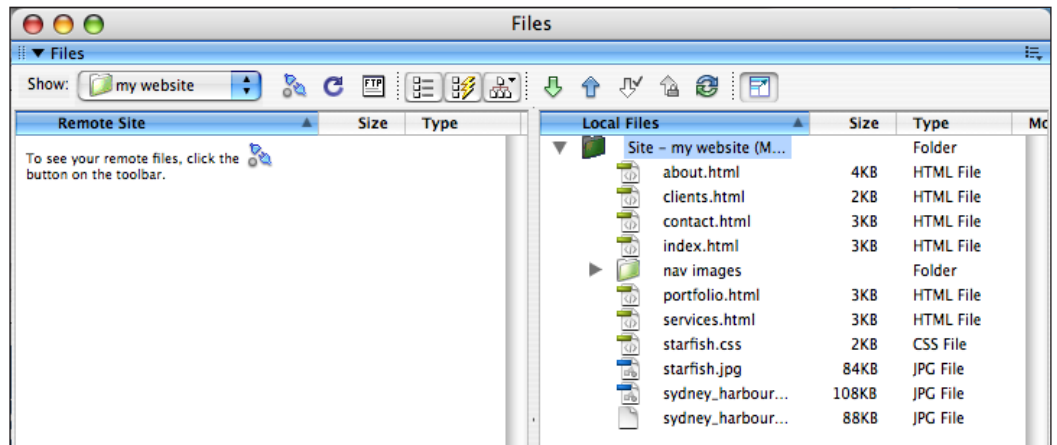 Files
Files
Show: my website FTP
Remote Site Size Type
To see your remote files, click the
button on the toolbar.
Local Files Size Type Mo
Site – my website (M... Folder
about.html 4KB HTML File
clients.html 2KB HTML File
contact.html 3KB HTML File
index.html 3KB HTML File
nav images Folder
portfolio.html 3KB HTML File
services.html 3KB HTML File
starfish.css 2KB CSS File
starfish.jpg 84KB JPG File
sydney_harbour... 108KB JPG File
sydney_harbour... 88KB JPG File